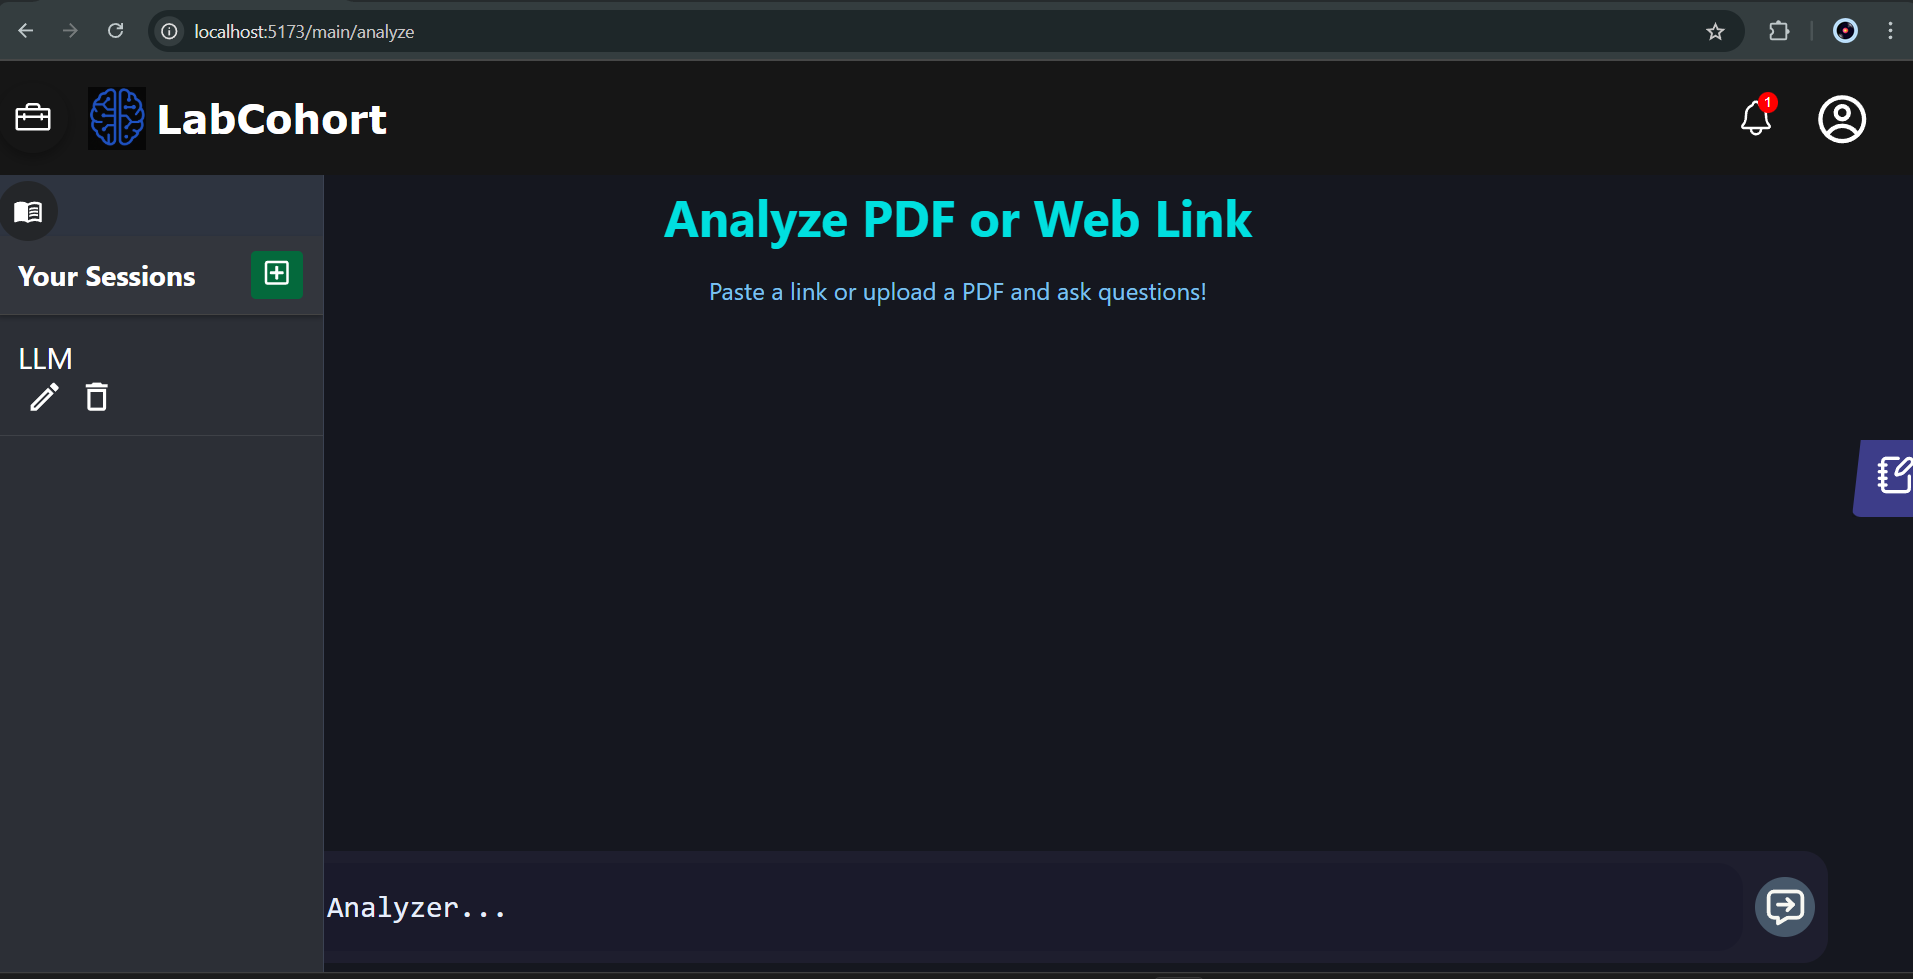 localhost:5173/main/analyze
LabCohort
1
Analyze PDF or Web Link
Your Sessions
Paste a link or upload a PDF and ask questions!
LLM
Analyzer...